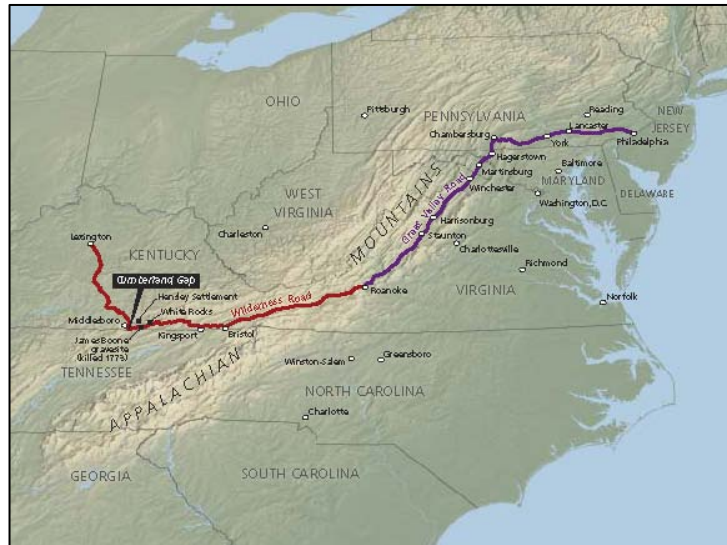 OHIO
Pittsburgh
PENNSYLVANIA
Reading
NEW
JERSEY
Lancaster
Chambersburg
York
Philadelphia
Hagerstown
Martinsburg
Baltimore
MARYLAND
Winchester
DELAWARE
Washington, D.C.
WEST
VIRGINIA
MOUNTAINS
Great Valley Road
Harrisonburg
Staunton
Charlottesville
Charleston
Lexington
KENTUCKY
Richmond
Cumberland Gap
Roanoke
VIRGINIA
Hensley Settlement
Wilderness Road
Norfolk
White Rocks
Middlesboro
Kingsport
Bristol
James Boone
gravesite
(killed 1773)
TENNESSEE
Winston-Salem
Greensboro
APPALACHIAN
NORTH CAROLINA
Charlotte
GEORGIA
SOUTH CAROLINA